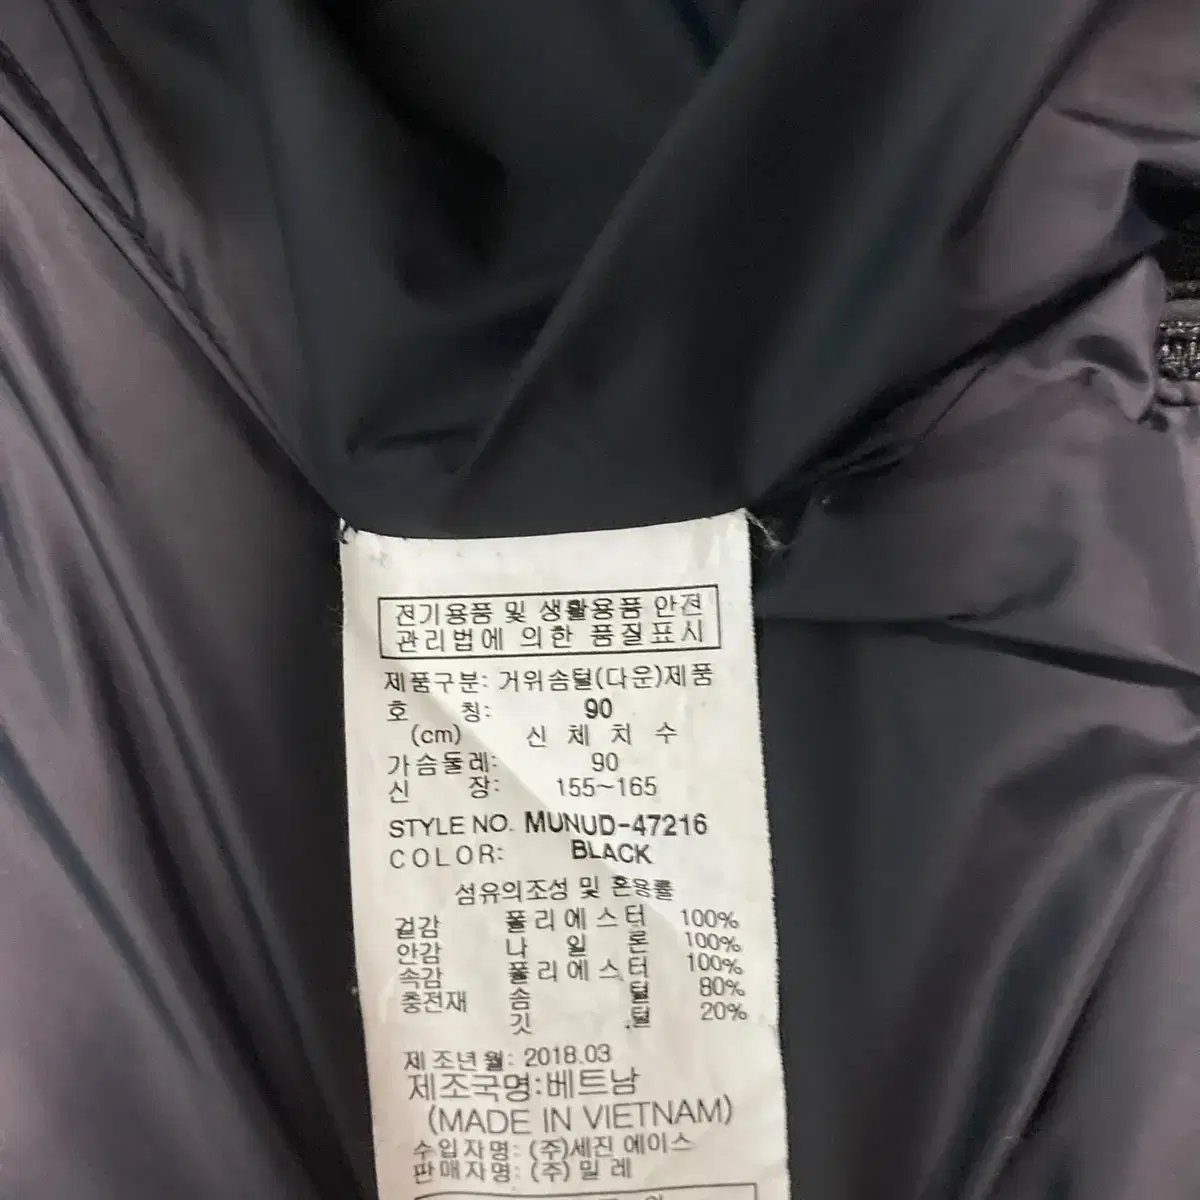 전기용품 및 생활용품 안전
관리법에 의한 품질표시
제품구분: 거위솜털(다운)제품
호 칭: 90
(cm) 신 체 치 수
가슴둘레: 90
신 장: 155~165
STYLE NO. MUNUD-47216
COLOR: BLACK
섬유의조성 및 혼용률
겉감 폴리에스터 100%
안감 나 일 론 100%
속감 폴리에스터 100%
충전재 솜 털 80%
깃 털 20%
제조년월: 2018.03
제조국명:베트남
(MADE IN VIETNAM)
수입자명: (주)세진 에이스
판매자명: (주) 밀 레